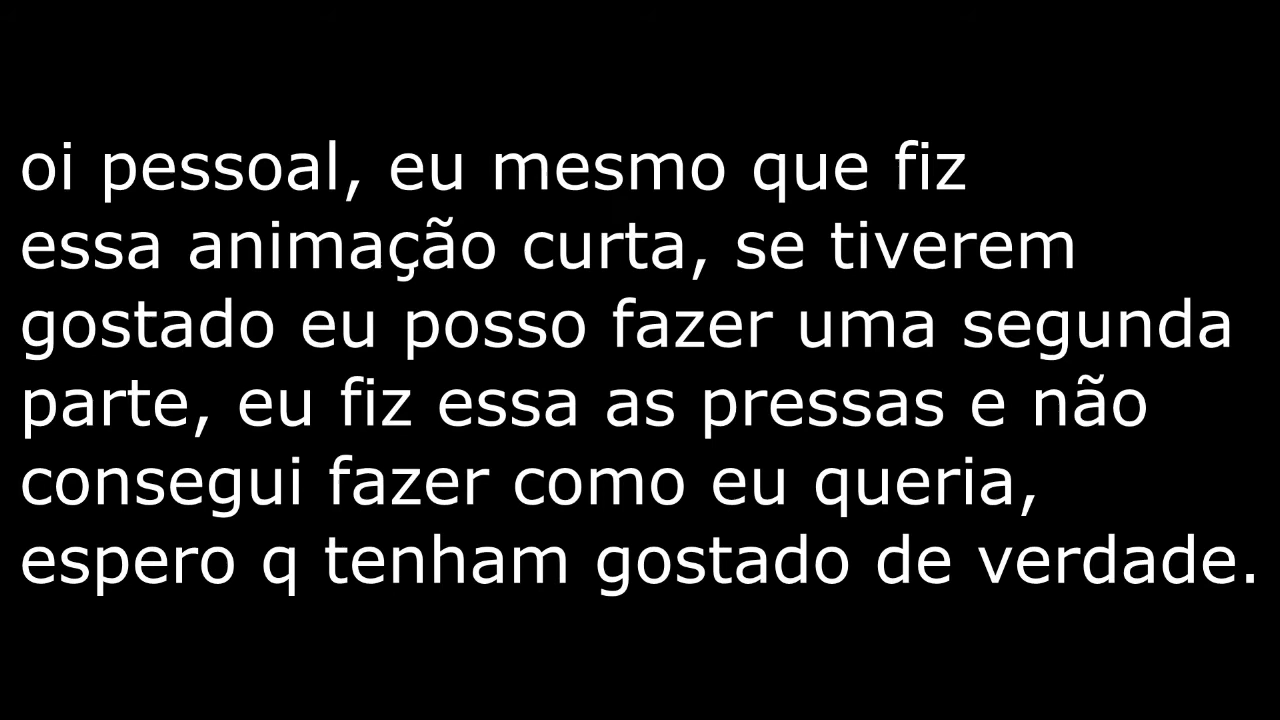 oi pessoal, eu mesmo que fiz
essa animação curta, se tiverem
gostado eu posso fazer uma segunda
parte, eu fiz essa as pressas e não
consegui fazer como eu queria,
espero q tenham gostado de verdade.